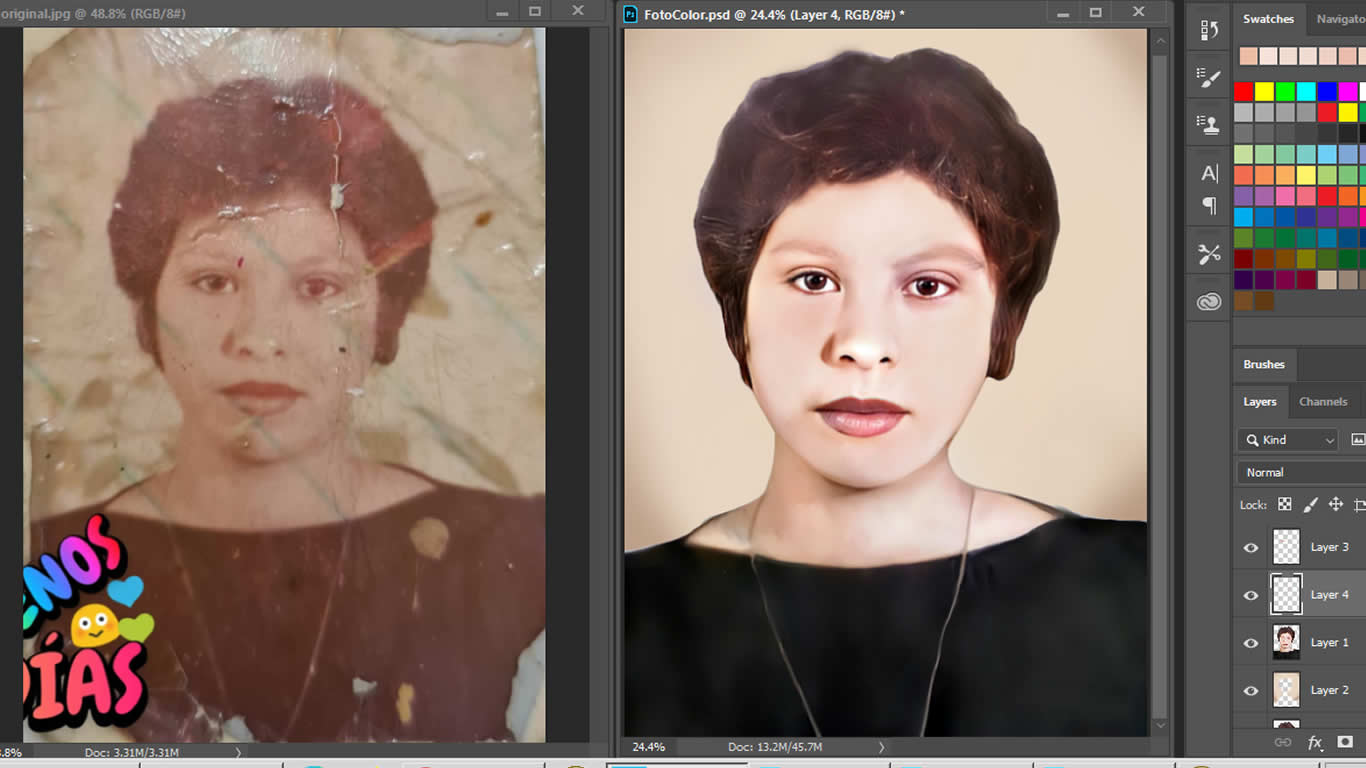 original.jpg @ 48.8% (RGB/8#)
ENOS
DÍAS
Doc: 3.31M/3.31M
FotoColor.psd @ 24.4% (Layer 4, RGB/8#) *
24.4%
Doc: 13.2M/45.7M
Swatches
Brushes
Layers
Channels
Kind
Normal
Lock:
Layer 3
Layer 4
Layer 1
Layer 2
fx